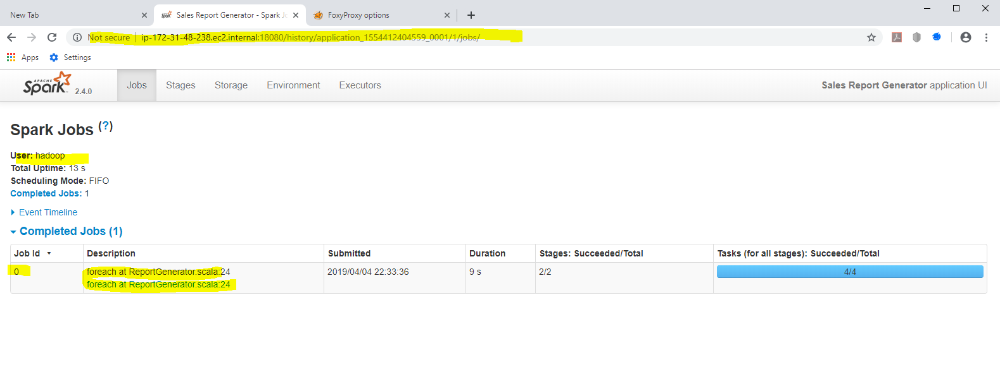 New Tab
Sales Report Generator - Spark Jo
FoxyProxy options
Not secure | ip-172-31-48-238.ec2.internal:18080/history/application_1554412404559_0001/1/jobs/
Apps Settings
APACHE Spark 2.4.0 Jobs Stages Storage Environment Executors Sales Report Generator application UI
Spark Jobs (?)
User: hadoop
Total Uptime: 13 s
Scheduling Mode: FIFO
Completed Jobs: 1
Event Timeline
Completed Jobs (1)
Job Id Description Submitted Duration Stages: Succeeded/Total Tasks (for all stages): Succeeded/Total
0 foreach at ReportGenerator.scala:24 2019/04/04 22:33:36 9 s 2/2 4/4
foreach at ReportGenerator.scala:24